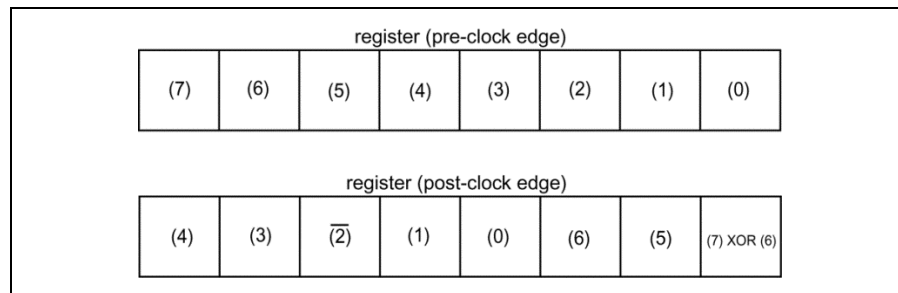 register (pre-clock edge)
(7) (6) (5) (4) (3) (2) (1) (0)
register (post-clock edge)
(4) (3) (2̅) (1) (0) (6) (5) (7) XOR (6)